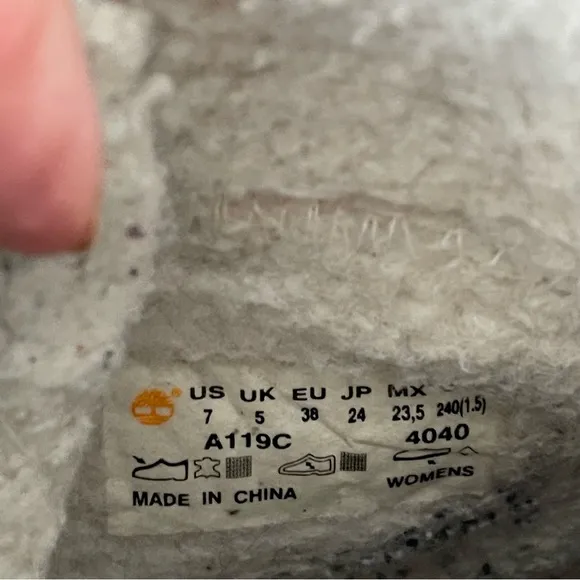 US UK EU JP MX
7 5 38 24 23,5 240(1.5)
A119C 4040
WOMENS
MADE IN CHINA